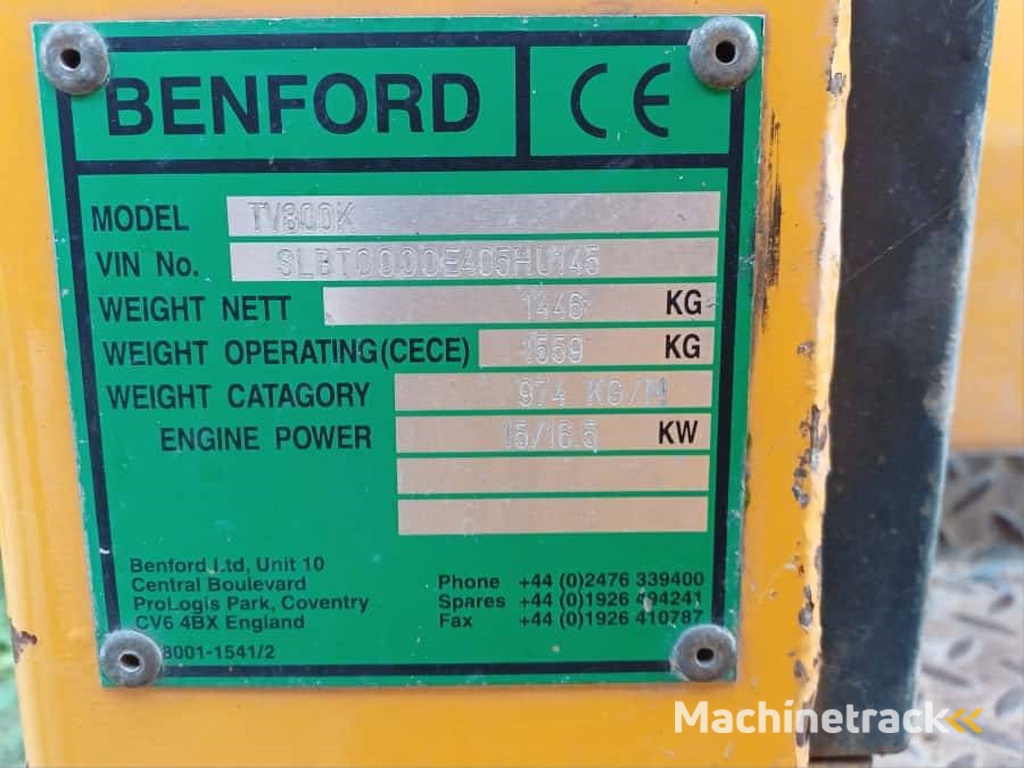 BENFORD CE
MODEL TV800K
VIN No. SLBTC000E405HU145
WEIGHT NETT 1446 KG
WEIGHT OPERATING(CECE) 1559 KG
WEIGHT CATAGORY 974 KG/M
ENGINE POWER 15/16.5 KW
Benford Ltd, Unit 10
Central Boulevard
ProLogis Park, Coventry
CV6 4BX England
Phone +44 (0)2476 339400
Spares +44 (0)1926 494241
Fax +44 (0)1926 410787
8001-1541/2
Machinetrack